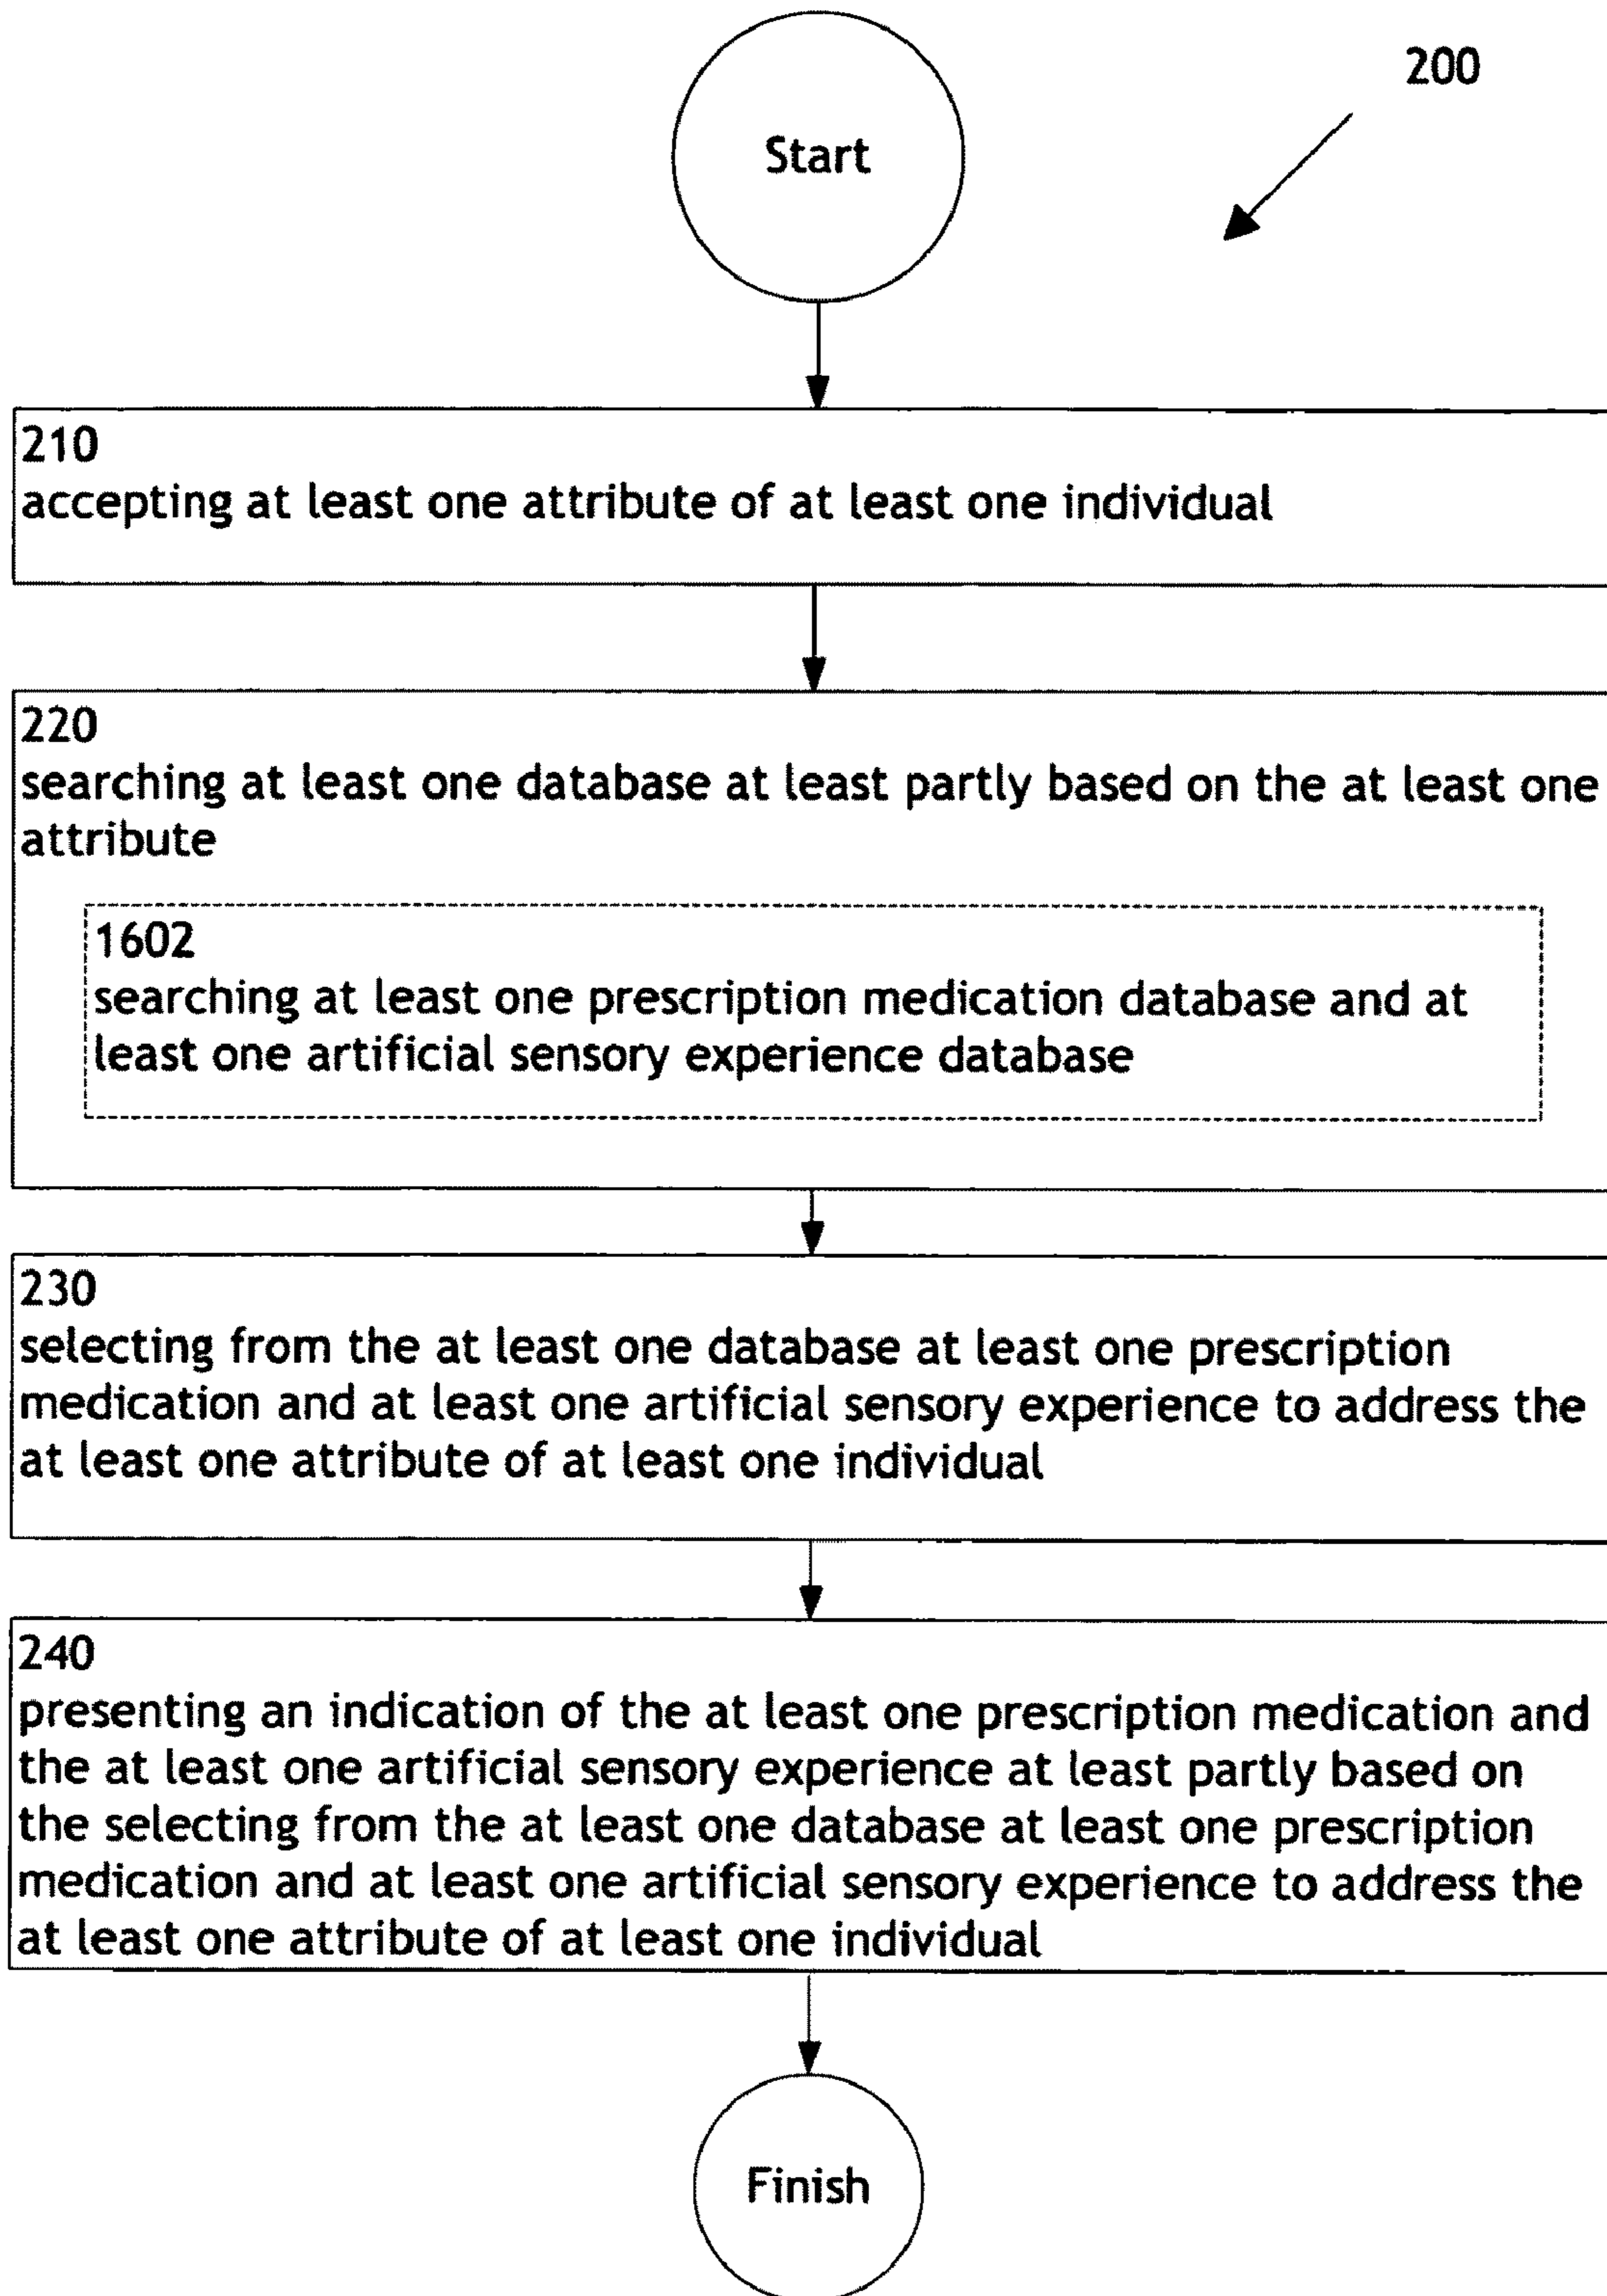 Start
200
210
accepting at least one attribute of at least one individual
220
searching at least one database at least partly based on the at least one
attribute
1602
searching at least one prescription medication database and at
least one artificial sensory experience database
230
selecting from the at least one database at least one prescription
medication and at least one artificial sensory experience to address the
at least one attribute of at least one individual
240
presenting an indication of the at least one prescription medication and
the at least one artificial sensory experience at least partly based on
the selecting from the at least one database at least one prescription
medication and at least one artificial sensory experience to address the
at least one attribute of at least one individual
Finish